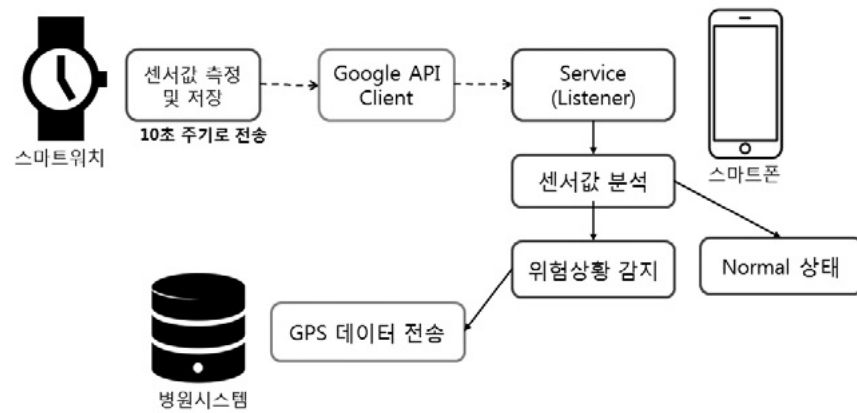 센서값 측정
및 저장
10초 주기로 전송
스마트워치
Google API
Client
Service
(Listener)
스마트폰
센서값 분석
위험상황 감지
Normal 상태
GPS 데이터 전송
병원시스템